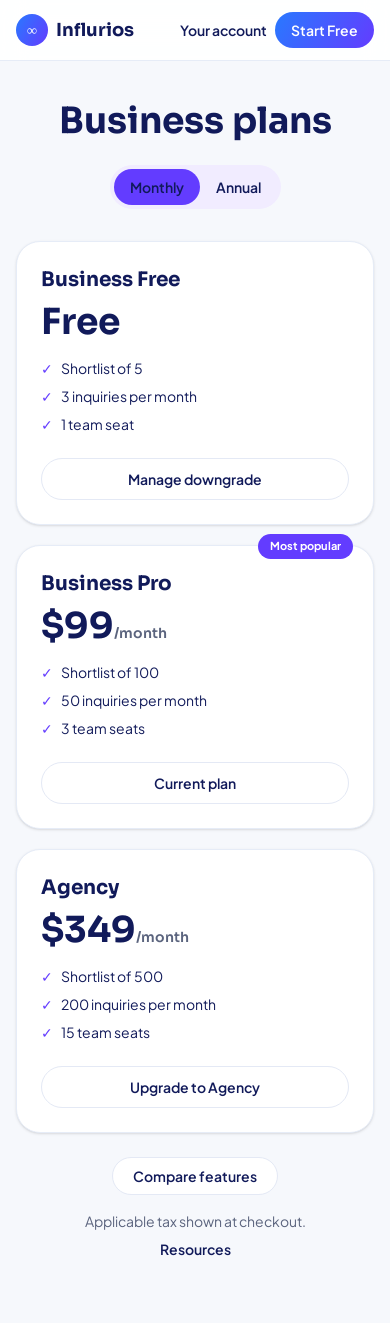 ∞ Influrios Your account Start Free
Business plans
Monthly Annual
Business Free
Free
✓ Shortlist of 5
✓ 3 inquiries per month
✓ 1 team seat
Manage downgrade
Most popular
Business Pro
$99/month
✓ Shortlist of 100
✓ 50 inquiries per month
✓ 3 team seats
Current plan
Agency
$349/month
✓ Shortlist of 500
✓ 200 inquiries per month
✓ 15 team seats
Upgrade to Agency
Compare features
Applicable tax shown at checkout.
Resources